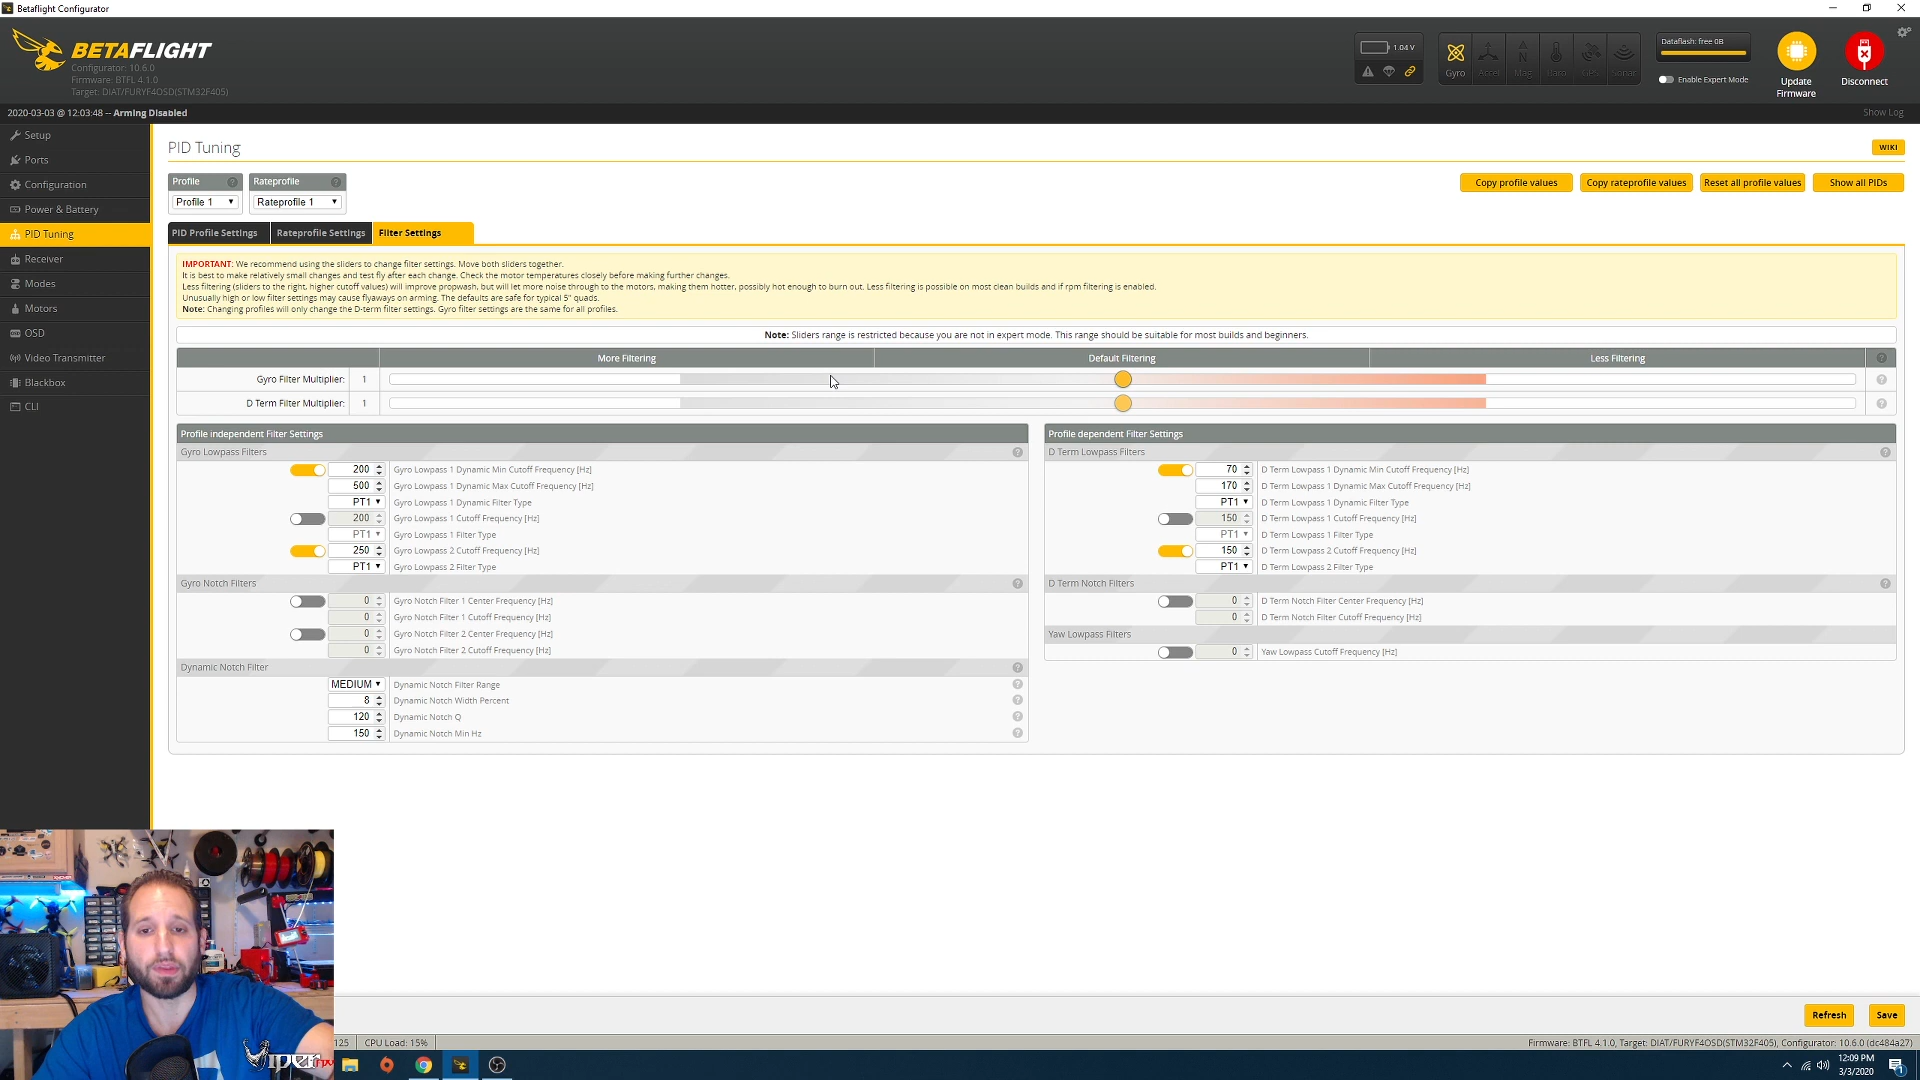 Betaflight Configurator
BETAFLIGHT
Configurator: 10.6.0
Firmware: BTFL 4.1.0
Target: DIAT/FURYF4OSD(STM32F405)
1.04 V
Gyro
Accel
Mag
Baro
GPS
Sonar
Dataflash: free 0B
Enable Expert Mode
Update
Firmware
Disconnect
2020-03-03 @ 12:03:48 -- Arming Disabled
Show Log
Setup
Ports
Configuration
Power & Battery
PID Tuning
Receiver
Modes
Motors
OSD
Video Transmitter
Blackbox
CLI
PID Tuning
WIKI
Profile
Rateprofile
Profile 1
Rateprofile 1
Copy profile values
Copy rateprofile values
Reset all profile values
Show all PIDs
PID Profile Settings
Rateprofile Settings
Filter Settings
IMPORTANT: We recommend using the sliders to change filter settings. Move both sliders together.
It is best to make relatively small changes and test fly after each change. Check the motor temperatures closely before making further changes.
Less filtering (sliders to the right, higher cutoff values) will improve propwash, but will let more noise through to the motors, making them hotter, possibly hot enough to burn out. Less filtering is possible on most clean builds and if rpm filtering is enabled.
Unusually high or low filter settings may cause flyaways on arming. The defaults are safe for typical 5" quads.
Note: Changing profiles will only change the D-term filter settings. Gyro filter settings are the same for all profiles.
Note: Sliders range is restricted because you are not in expert mode. This range should be suitable for most builds and beginners.
More Filtering
Default Filtering
Less Filtering
Gyro Filter Multiplier: 1
D Term Filter Multiplier: 1
Profile independent Filter Settings
Gyro Lowpass Filters
200 Gyro Lowpass 1 Dynamic Min Cutoff Frequency [Hz]
500 Gyro Lowpass 1 Dynamic Max Cutoff Frequency [Hz]
PT1 Gyro Lowpass 1 Dynamic Filter Type
200 Gyro Lowpass 1 Cutoff Frequency [Hz]
PT1 Gyro Lowpass 1 Filter Type
250 Gyro Lowpass 2 Cutoff Frequency [Hz]
PT1 Gyro Lowpass 2 Filter Type
Gyro Notch Filters
0 Gyro Notch Filter 1 Center Frequency [Hz]
0 Gyro Notch Filter 1 Cutoff Frequency [Hz]
0 Gyro Notch Filter 2 Center Frequency [Hz]
0 Gyro Notch Filter 2 Cutoff Frequency [Hz]
Dynamic Notch Filter
MEDIUM Dynamic Notch Filter Range
8 Dynamic Notch Width Percent
120 Dynamic Notch Q
150 Dynamic Notch Min Hz
Profile dependent Filter Settings
D Term Lowpass Filters
70 D Term Lowpass 1 Dynamic Min Cutoff Frequency [Hz]
170 D Term Lowpass 1 Dynamic Max Cutoff Frequency [Hz]
PT1 D Term Lowpass 1 Dynamic Filter Type
150 D Term Lowpass 1 Cutoff Frequency [Hz]
PT1 D Term Lowpass 1 Filter Type
150 D Term Lowpass 2 Cutoff Frequency [Hz]
PT1 D Term Lowpass 2 Filter Type
D Term Notch Filters
0 D Term Notch Filter Center Frequency [Hz]
0 D Term Notch Filter Cutoff Frequency [Hz]
Yaw Lowpass Filters
0 Yaw Lowpass Cutoff Frequency [Hz]
Refresh
Save
125 CPU Load: 15%
Firmware: BTFL 4.1.0, Target: DIAT/FURYF4OSD(STM32F405), Configurator: 10.6.0 (dc484a27)
Viper
12:09 PM
3/3/2020